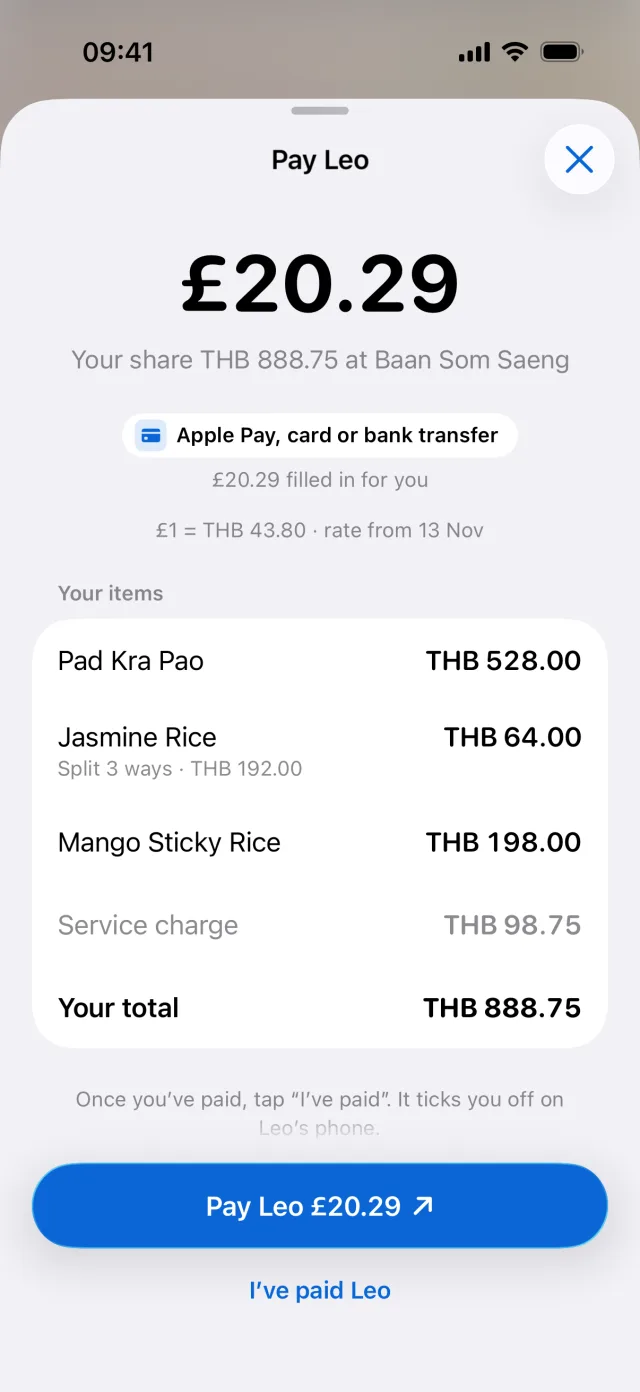 09:41
Pay Leo
£20.29
Your share THB 888.75 at Baan Som Saeng
Apple Pay, card or bank transfer
£20.29 filled in for you
£1 = THB 43.80 · rate from 13 Nov
Your items
Pad Kra Pao THB 528.00
Jasmine Rice THB 64.00
Split 3 ways · THB 192.00
Mango Sticky Rice THB 198.00
Service charge THB 98.75
Your total THB 888.75
Once you’ve paid, tap “I’ve paid”. It ticks you off on
Leo’s phone.
Pay Leo £20.29
I’ve paid Leo